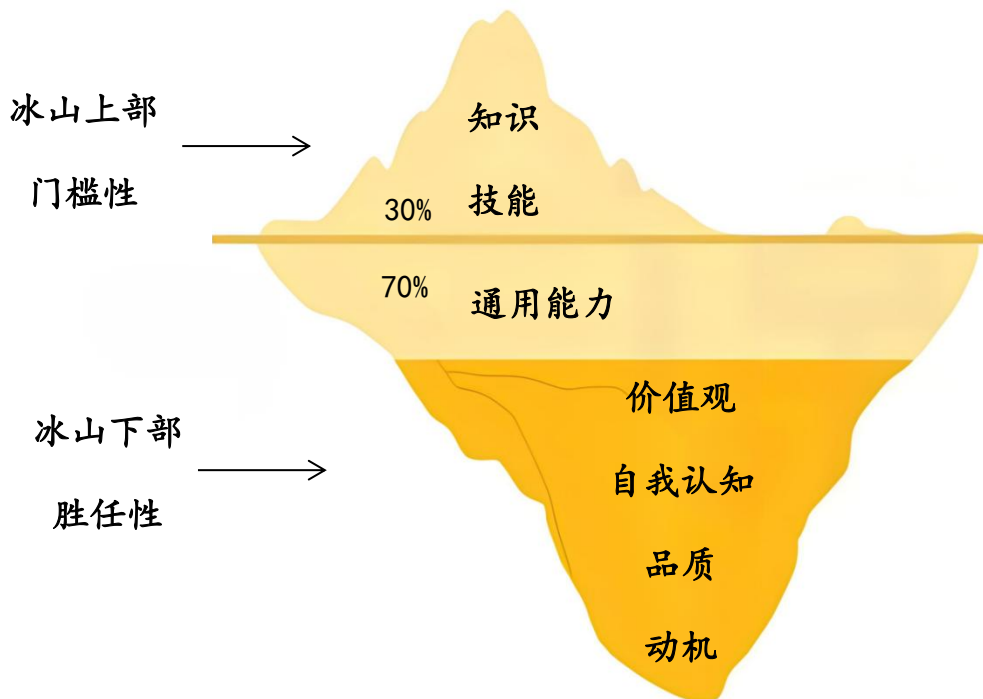 冰山上部
门槛性
知识
技能
30%
70%
通用能力
冰山下部
胜任性
价值观
自我认知
品质
动机